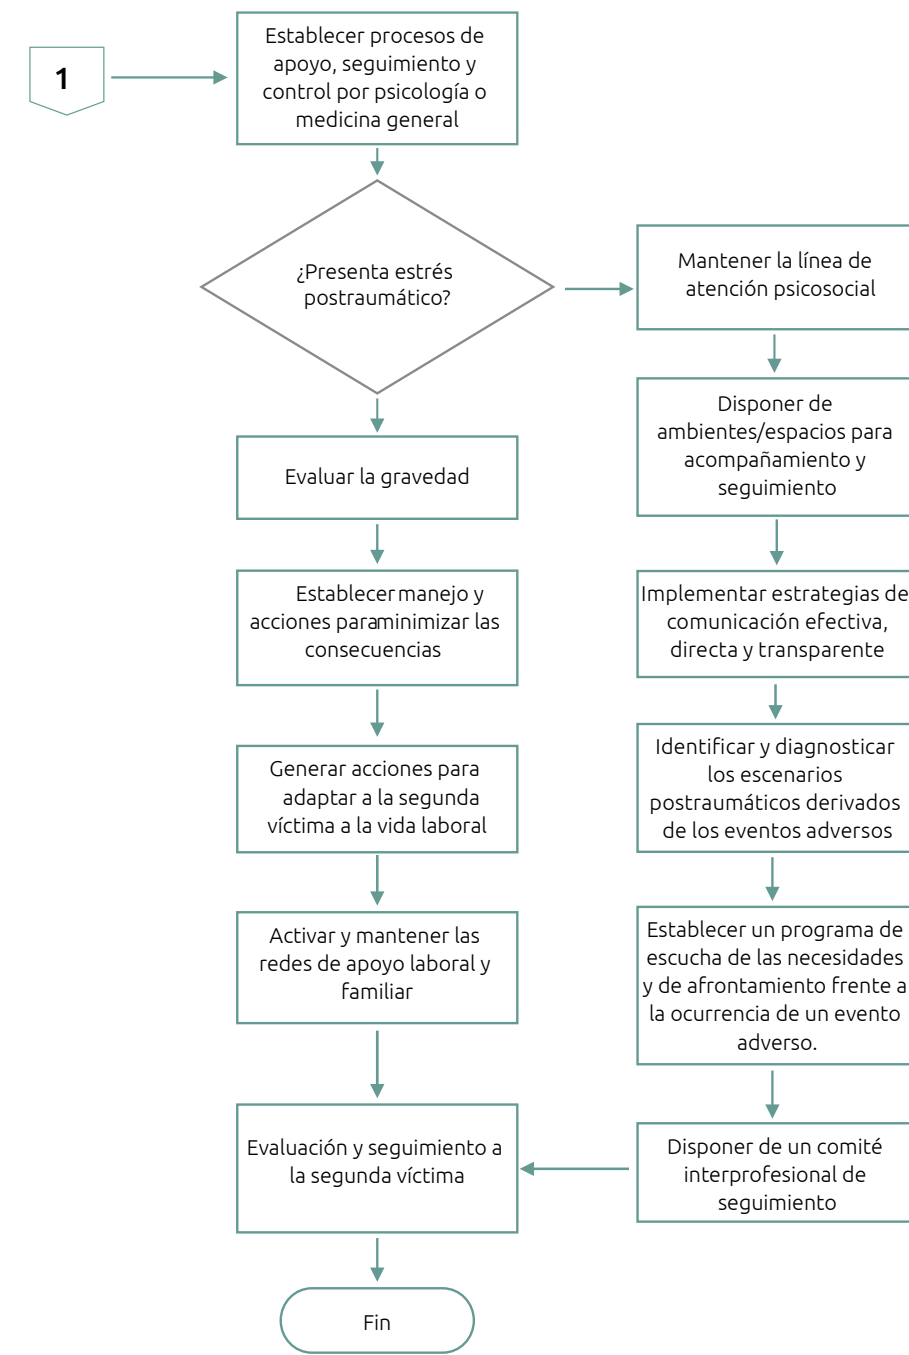 1
Establecer procesos de
apoyo, seguimiento y
control por psicología o
medicina general
¿Presenta estrés
postraumático?
Evaluar la gravedad
Establecer manejo y
acciones paraminimizar las
consecuencias
Generar acciones para
adaptar a la segunda
víctima a la vida laboral
Activar y mantener las
redes de apoyo laboral y
familiar
Evaluación y seguimiento a
la segunda víctima
Fin
Mantener la línea de
atención psicosocial
Disponer de
ambientes/espacios para
acompañamiento y
seguimiento
Implementar estrategias de
comunicación efectiva,
directa y transparente
Identificar y diagnosticar
los escenarios
postraumáticos derivados
de los eventos adversos
Establecer un programa de
escucha de las necesidades
y de afrontamiento frente a
la ocurrencia de un evento
adverso.
Disponer de un comité
interprofesional de
seguimiento